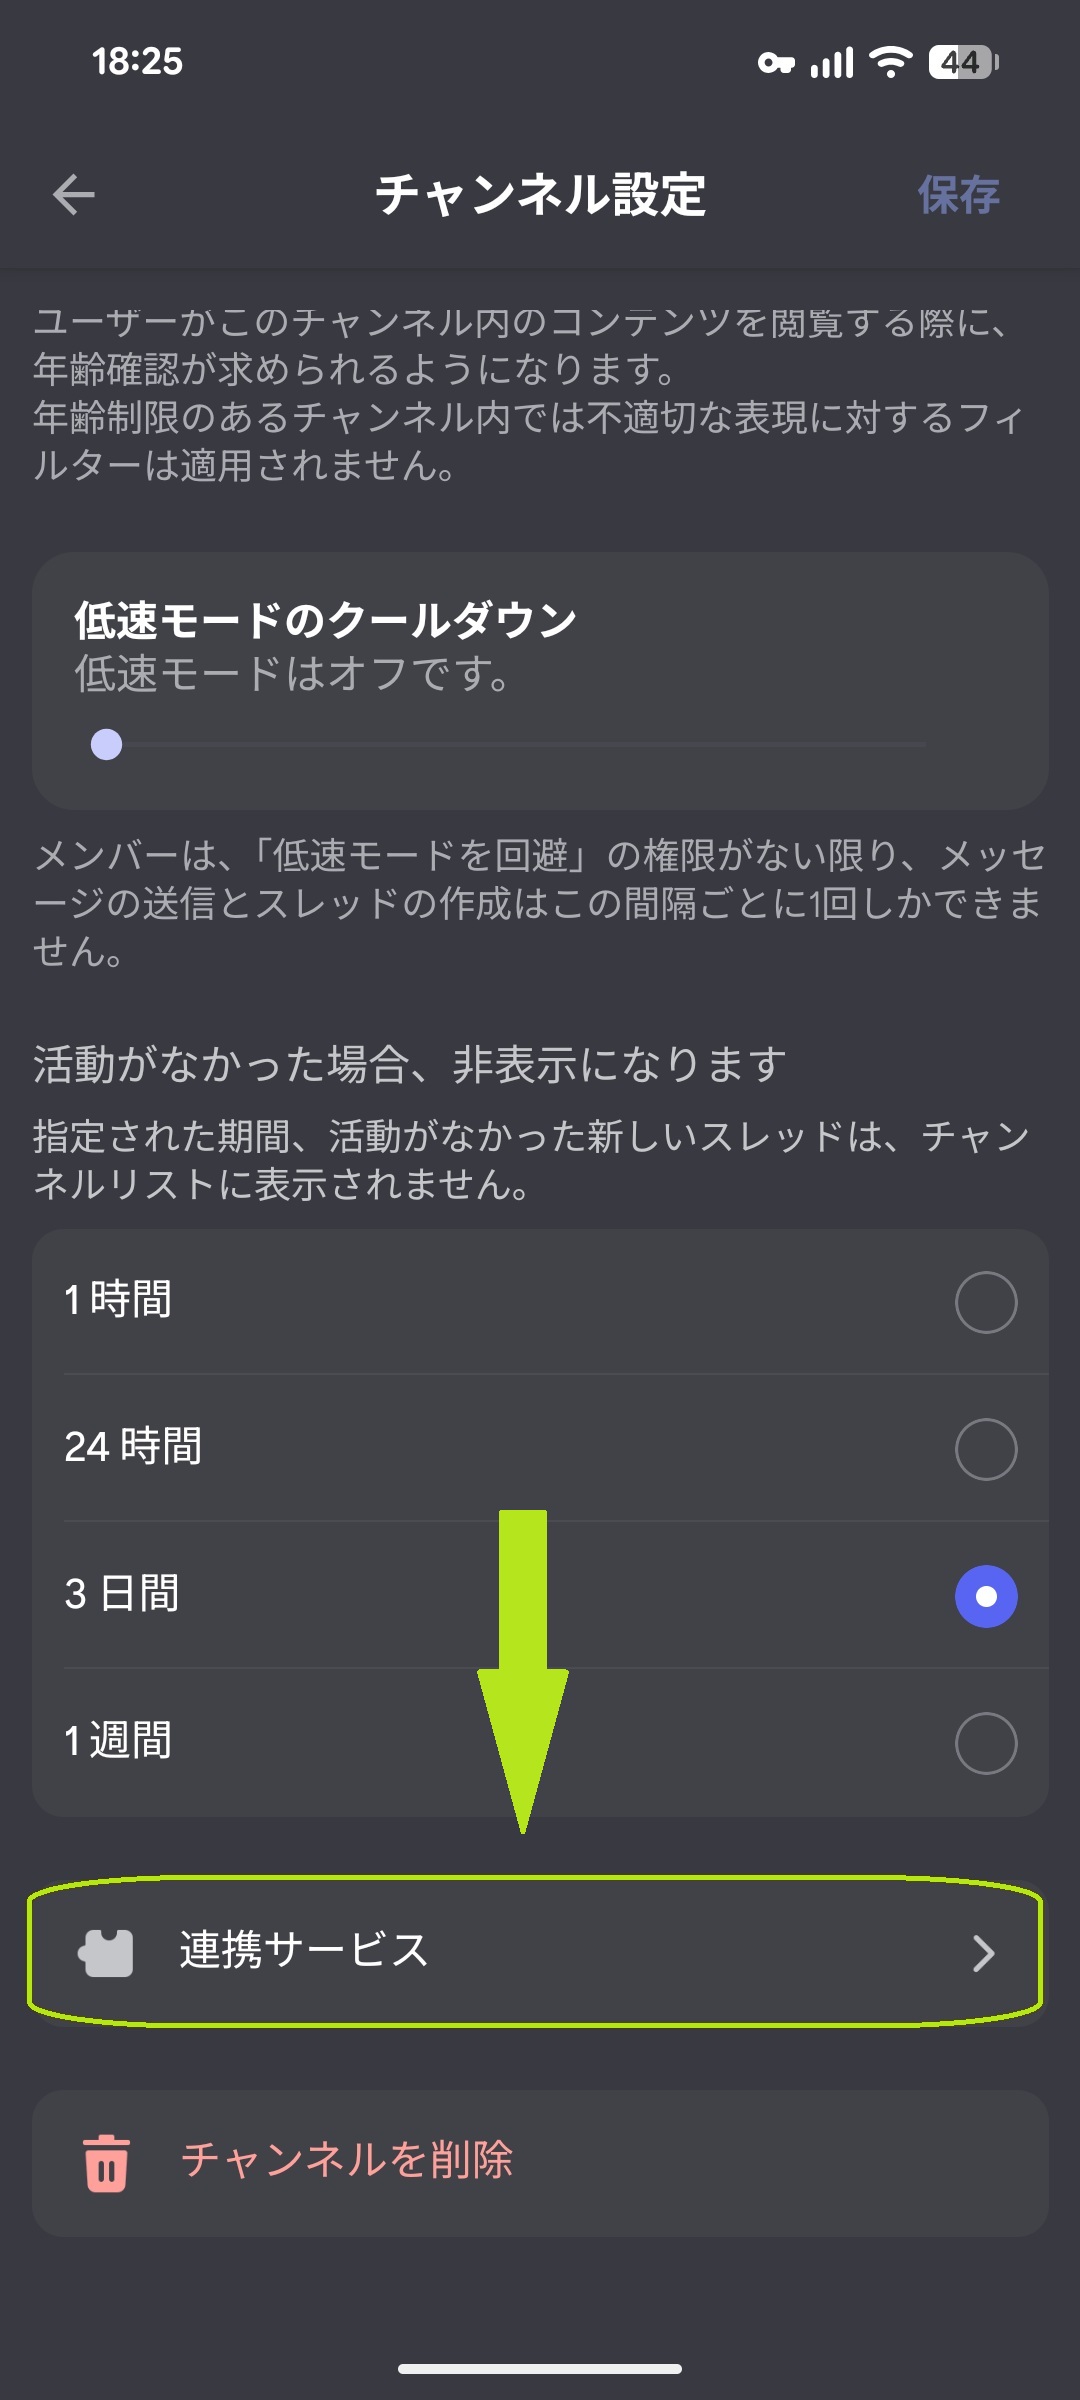 18:25
44
チャンネル設定
保存
ユーザーがこのチャンネル内のコンテンツを閲覧する際に、
年齢確認が求められるようになります。
年齢制限のあるチャンネル内では不適切な表現に対するフィ
ルターは適用されません。
低速モードのクールダウン
低速モードはオフです。
メンバーは、「低速モードを回避」の権限がない限り、メッセ
ージの送信とスレッドの作成はこの間隔ごとに1回しかできま
せん。
活動がなかった場合、非表示になります
指定された期間、活動がなかった新しいスレッドは、チャン
ネルリストに表示されません。
1 時間
24 時間
3 日間
1 週間
連携サービス
チャンネルを削除